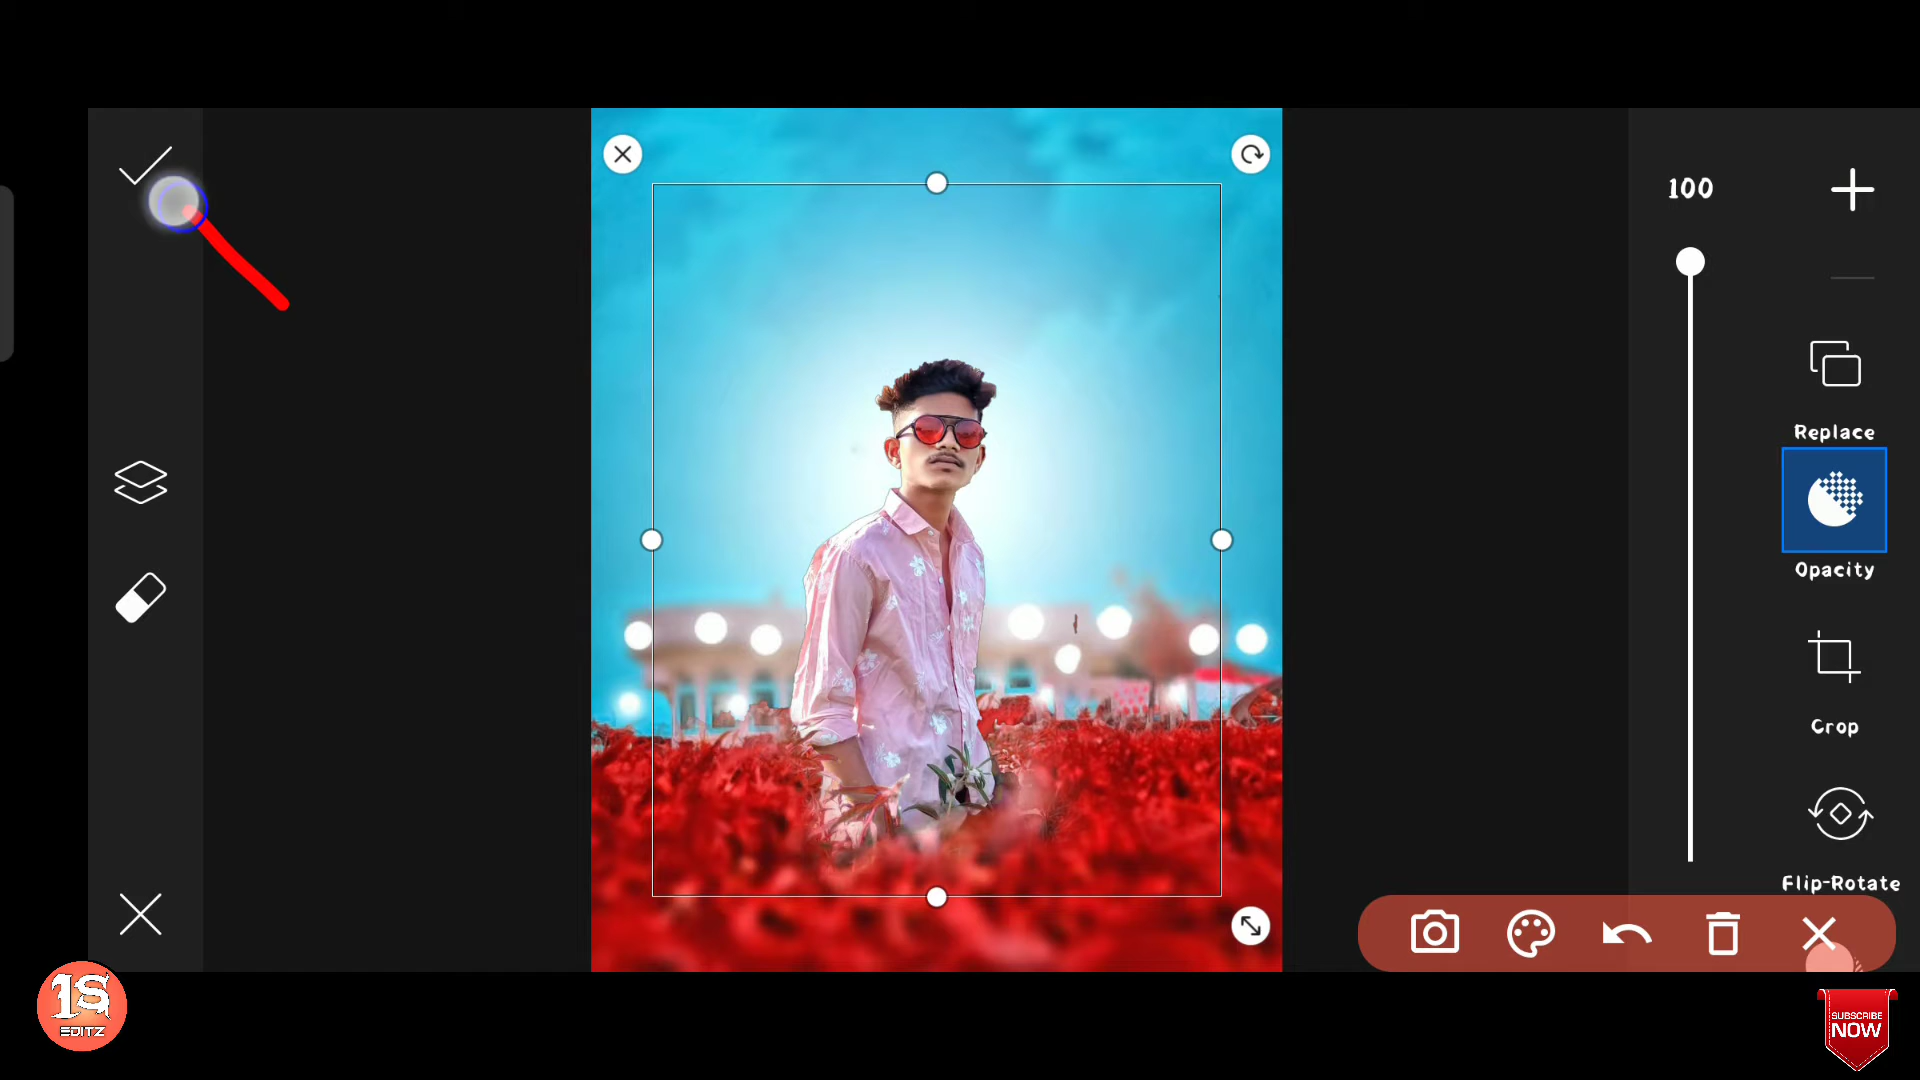 100
Replace
Opacity
Crop
Flip-Rotate
1S
EDITZ
SUBSCRIBE
NOW